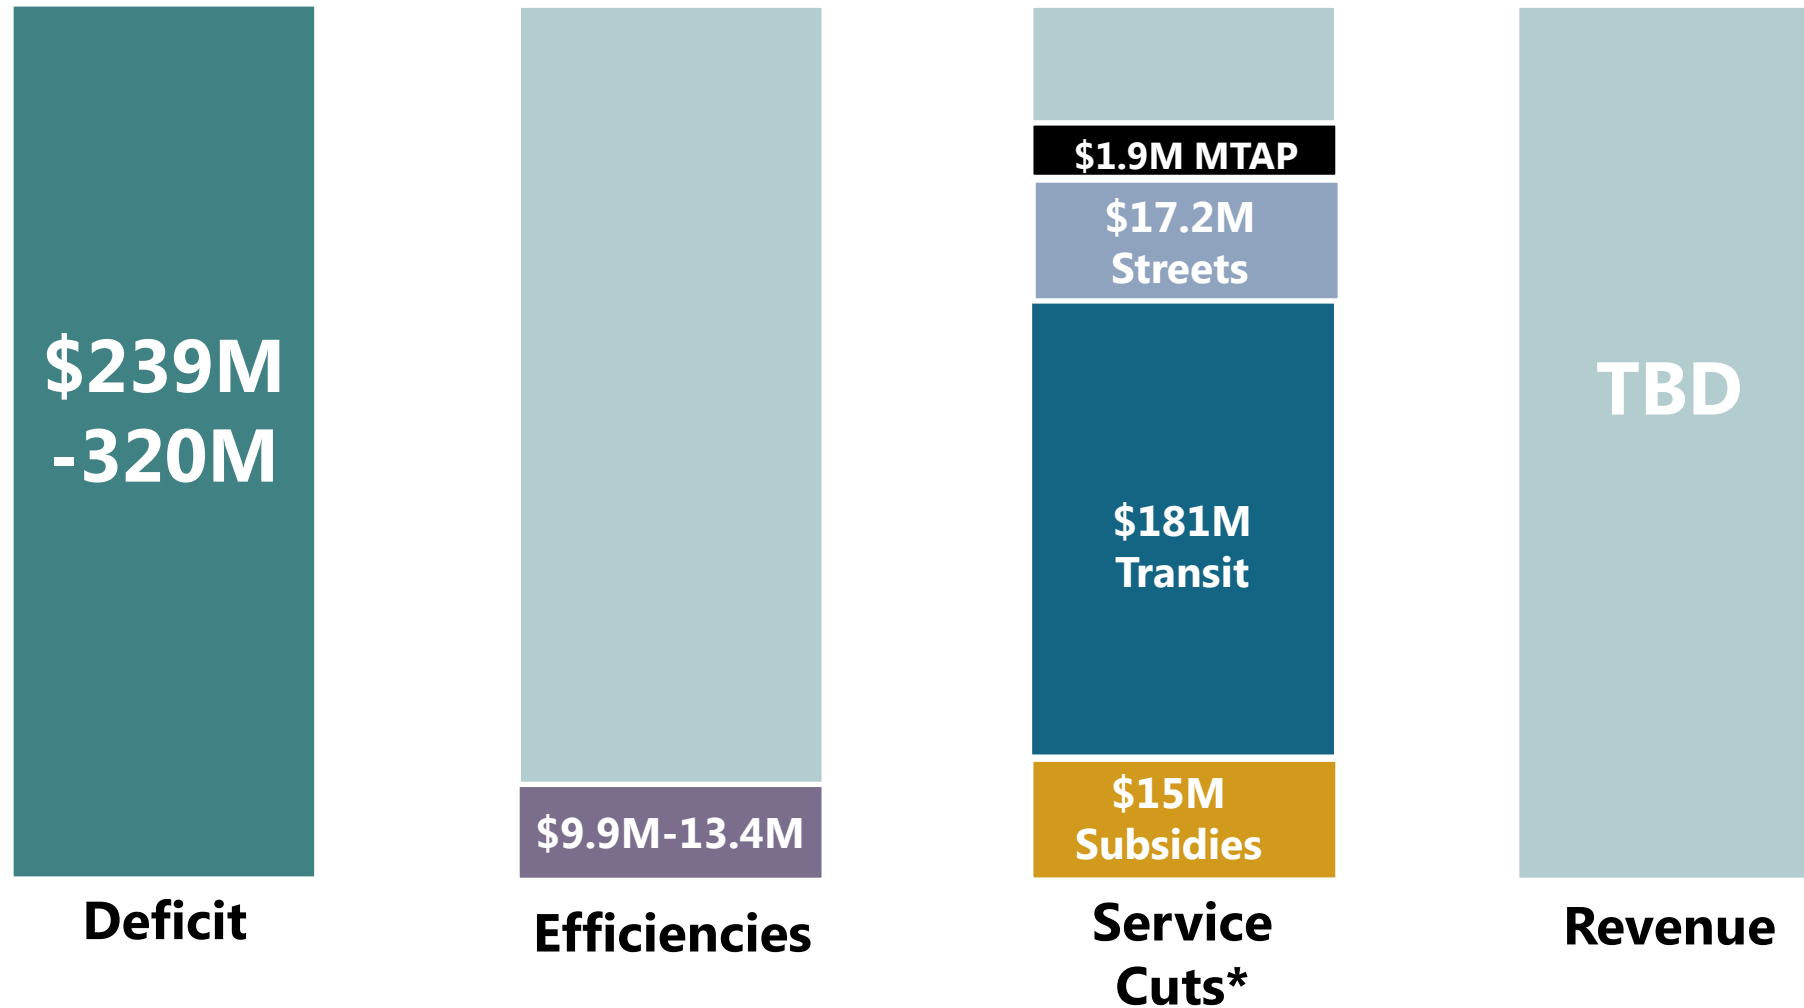 $239M
-320M
Deficit
$9.9M-13.4M
Efficiencies
$1.9M MTAP
$17.2M
Streets
$181M
Transit
$15M
Subsidies
Service
Cuts*
TBD
Revenue